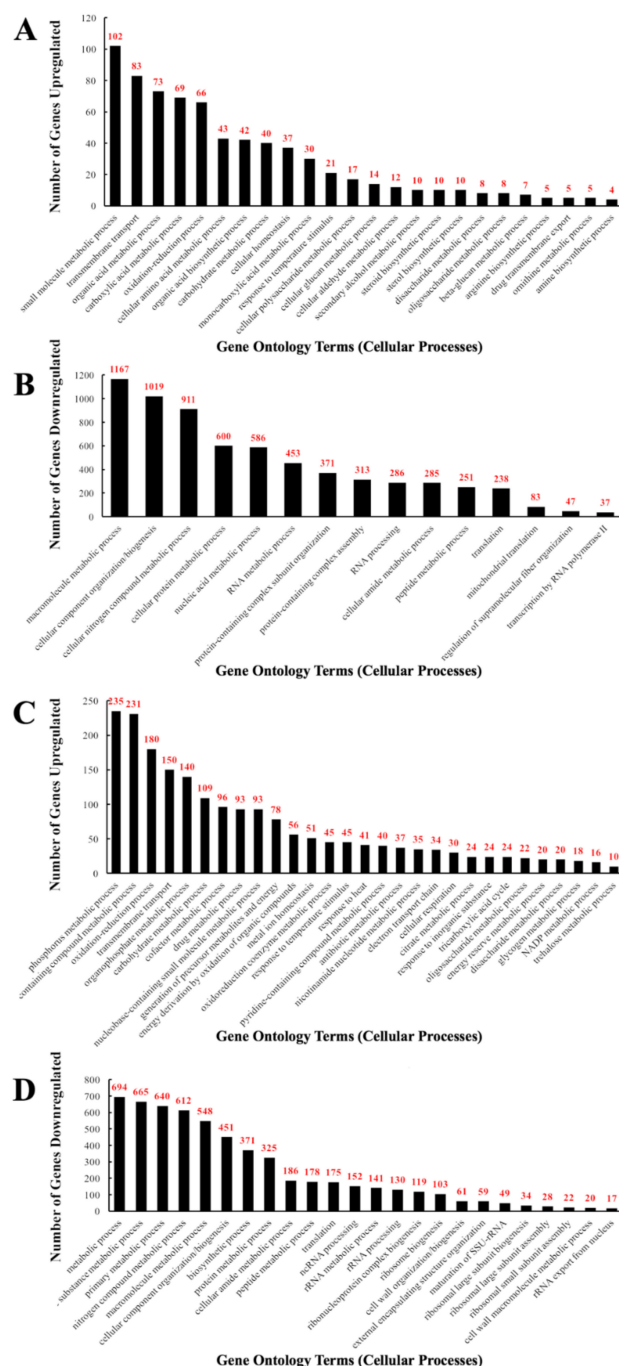 A
Number of Genes Upregulated
120
100
80
60
40
20
0
102
83
73
69
66
43
42
40
37
30
21
17
14
12
10
10
10
8
8
7
5
5
5
4
small molecule metabolic process
transmembrane transport
organic acid metabolic process
carboxylic acid metabolic process
oxidation-reduction process
cellular amino acid metabolic process
organic acid biosynthetic process
carbohydrate metabolic process
cellular homeostasis
monocarboxylic acid metabolic process
response to temperature stimulus
cellular polysaccharide metabolic process
cellular glucan metabolic process
cellular aldehyde metabolic process
secondary alcohol metabolic process
steroid biosynthetic process
sterol biosynthetic process
disaccharide metabolic process
oligosaccharide metabolic process
beta-glucan metabolic process
arginine biosynthetic process
drug transmembrane export
ornithine metabolic process
amine biosynthetic process
Gene Ontology Terms (Cellular Processes)
B
Number of Genes Downregulated
1200
1000
800
600
400
200
0
1167
1019
911
600
586
453
371
313
286
285
251
238
83
47
37
macromolecule metabolic process
cellular component organization biogenesis
cellular nitrogen compound metabolic process
cellular protein metabolic process
nucleic acid metabolic process
RNA metabolic process
protein-containing complex subunit organization
protein-containing complex assembly
RNA processing
cellular amide metabolic process
peptide metabolic process
translation
mitochondrial translation
regulation of supramolecular fiber organization
transcription by RNA polymerase II
Gene Ontology Terms (Cellular Processes)
C
Number of Genes Upregulated
250
200
150
100
50
0
235
231
180
150
140
109
96
93
93
78
56
51
45
45
41
40
37
35
34
30
24
24
24
22
20
20
18
16
10
phosphorus metabolic process
containing compound metabolic process
oxidation-reduction process
transmembrane transport
organophosphate metabolic process
carbohydrate metabolic process
cofactor metabolic process
drug metabolic process
nucleobase-containing small molecule metabolic process
generation of precursor metabolites and energy
energy derivation by oxidation of organic compounds
metal ion homeostasis
oxidoreduction coenzyme metabolic process
response to temperature stimulus
response to heat
pyridine-containing compound metabolic process
antibiotic metabolic process
nicotinamide nucleotide metabolic process
electron transport chain
cellular respiration
citrate metabolic process
response to inorganic substance
tricarboxylic acid cycle
oligosaccharide metabolic process
energy reserve metabolic process
disaccharide metabolic process
glycogen metabolic process
NADP metabolic process
trehalose metabolic process
Gene Ontology Terms (Cellular Processes)
D
Number of Genes Downregulated
800
700
600
500
400
300
200
100
0
694
665
640
612
548
451
371
325
186
178
175
152
141
130
119
103
61
59
49
34
28
22
20
17
metabolic process
substance metabolic process
primary metabolic process
nitrogen compound metabolic process
macromolecule metabolic process
cellular component organization biogenesis
biosynthetic process
protein metabolic process
cellular amide metabolic process
peptide metabolic process
translation
ncRNA processing
rRNA metabolic process
rRNA processing
ribonucleoprotein complex biogenesis
ribosome biogenesis
cell wall organization biogenesis
external encapsulating structure organization
maturation of SSU-rRNA
ribosomal large subunit biogenesis
ribosomal large subunit assembly
ribosomal small subunit assembly
cell wall macromolecule metabolic process
rRNA export from nucleus
Gene Ontology Terms (Cellular Processes)